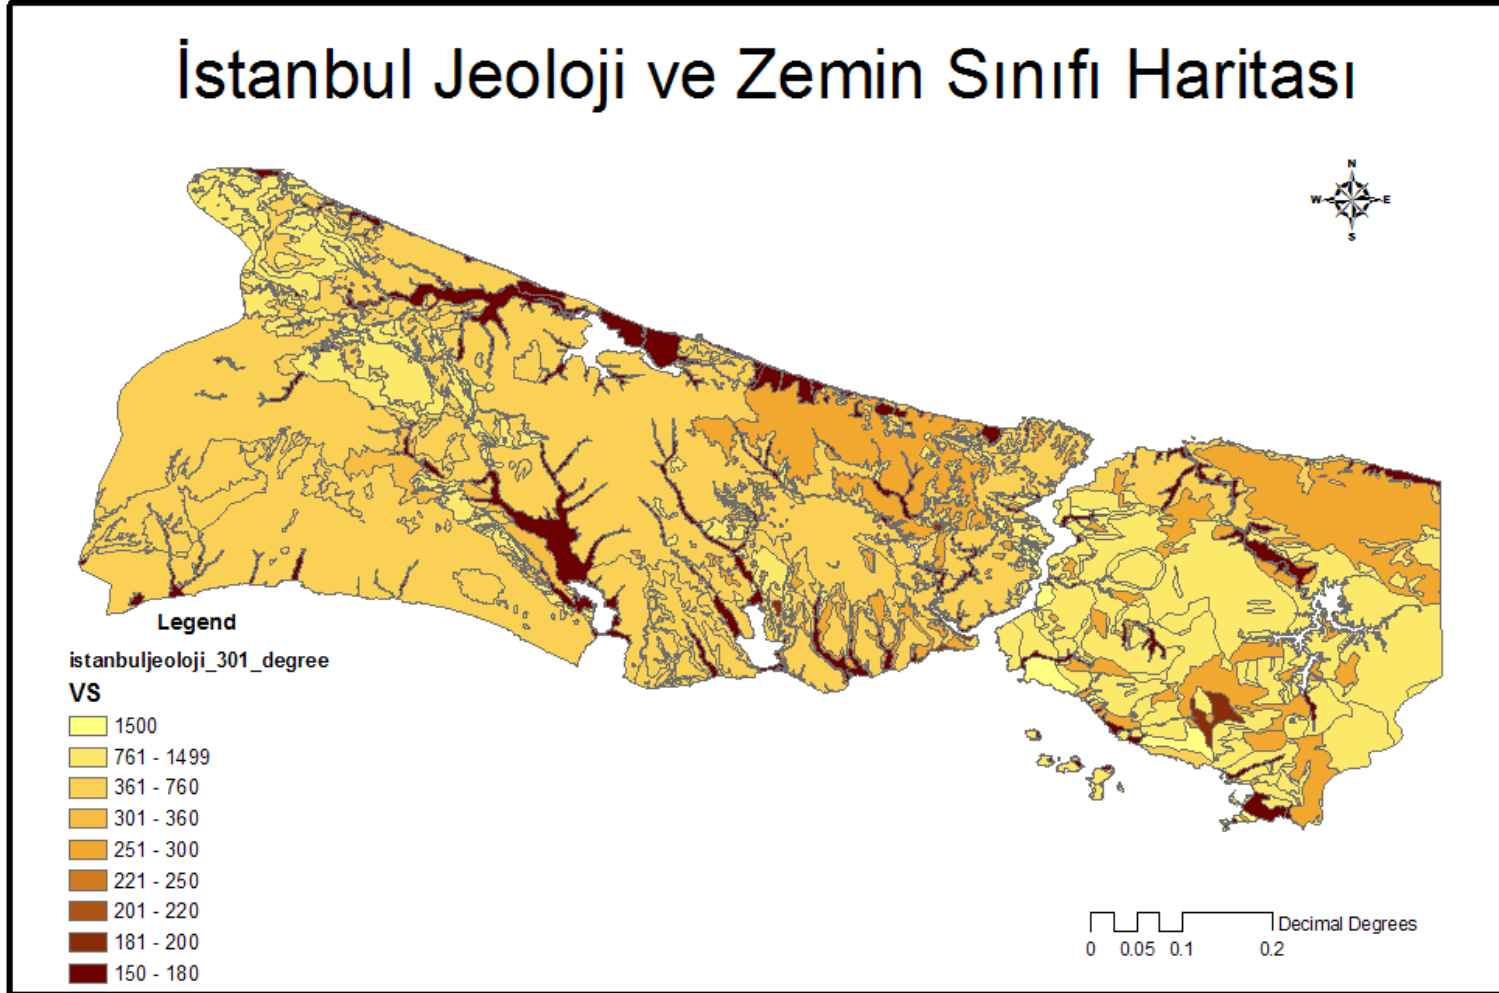 İstanbul Jeoloji ve Zemin Sınıfı Haritası
N
W E
S
Legend
istanbuljeoloji_301_degree
VS
1500
761 - 1499
361 - 760
301 - 360
251 - 300
221 - 250
201 - 220
181 - 200
150 - 180
Decimal Degrees
0 0.05 0.1 0.2